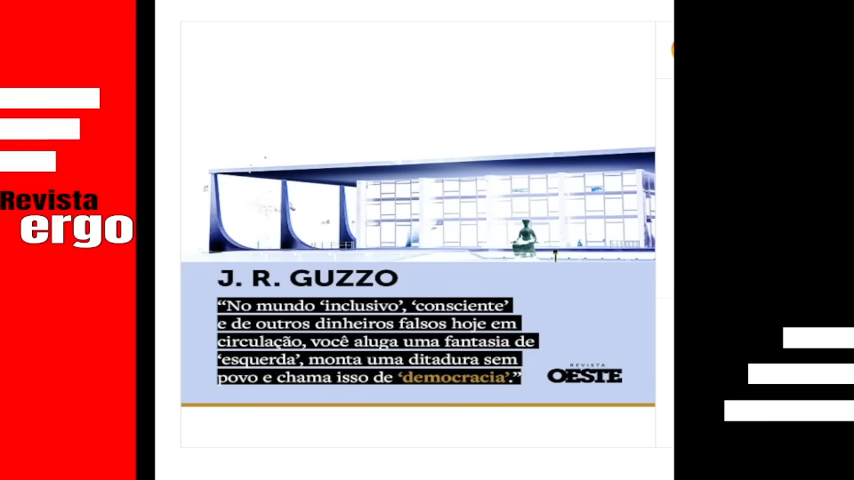 Revista
ergo
J. R. GUZZO
“No mundo ‘inclusivo’, ‘consciente’
e de outros dinheiros falsos hoje em
circulação, você aluga uma fantasia de
‘esquerda’, monta uma ditadura sem
povo e chama isso de ‘democracia’.”
REVISTA
OESTE